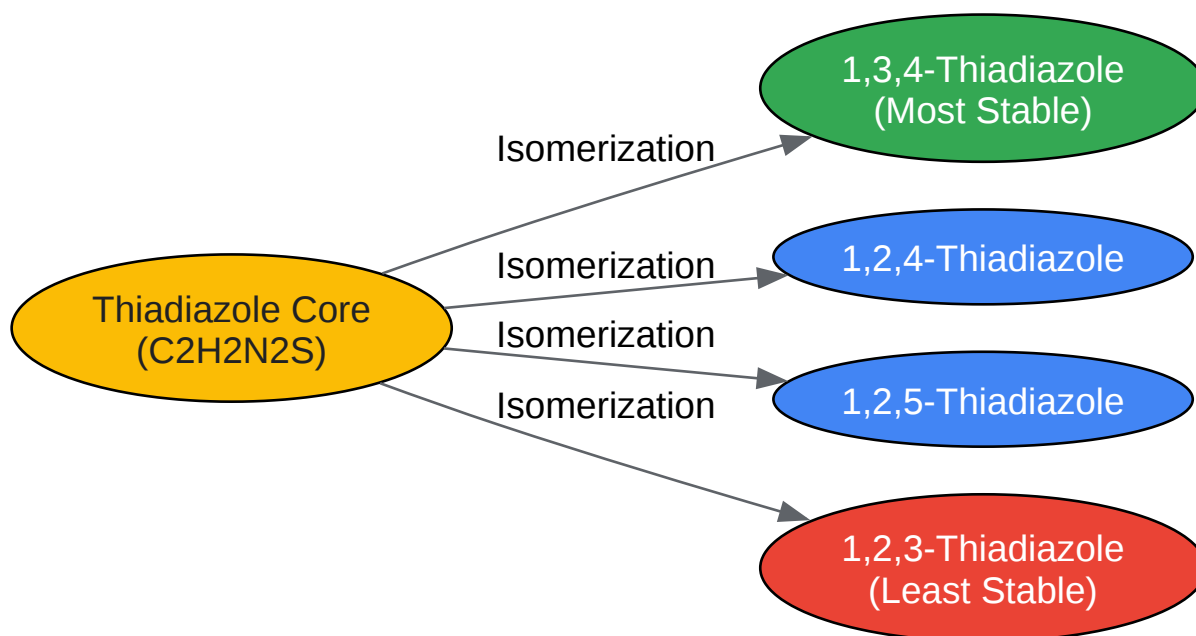 1,3,4-Thiadiazole
(Most Stable)
Isomerization
Isomerization
1,2,4-Thiadiazole
Thiadiazole Core
(C2H2N2S)
Isomerization
1,2,5-Thiadiazole
Isomerization
1,2,3-Thiadiazole
(Least Stable)